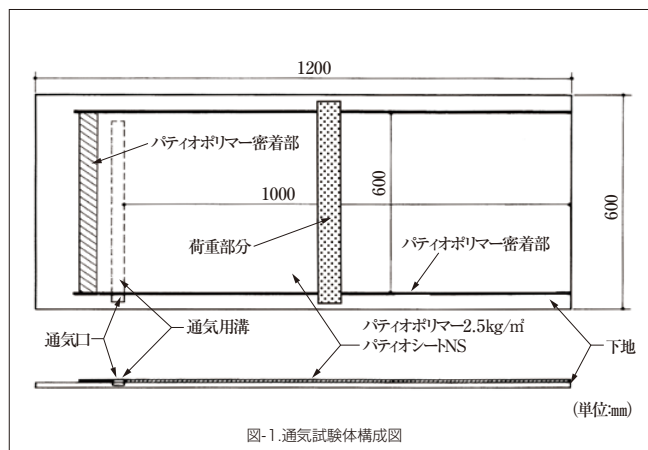 1200
パティオポリマー密着部
1000
600
600
荷重部分
パティオポリマー密着部
通気口
通気用溝
パティオポリマー2.5kg/㎡
パティオシートNS
下地
(単位:㎜)
図-1.通気試験体構成図